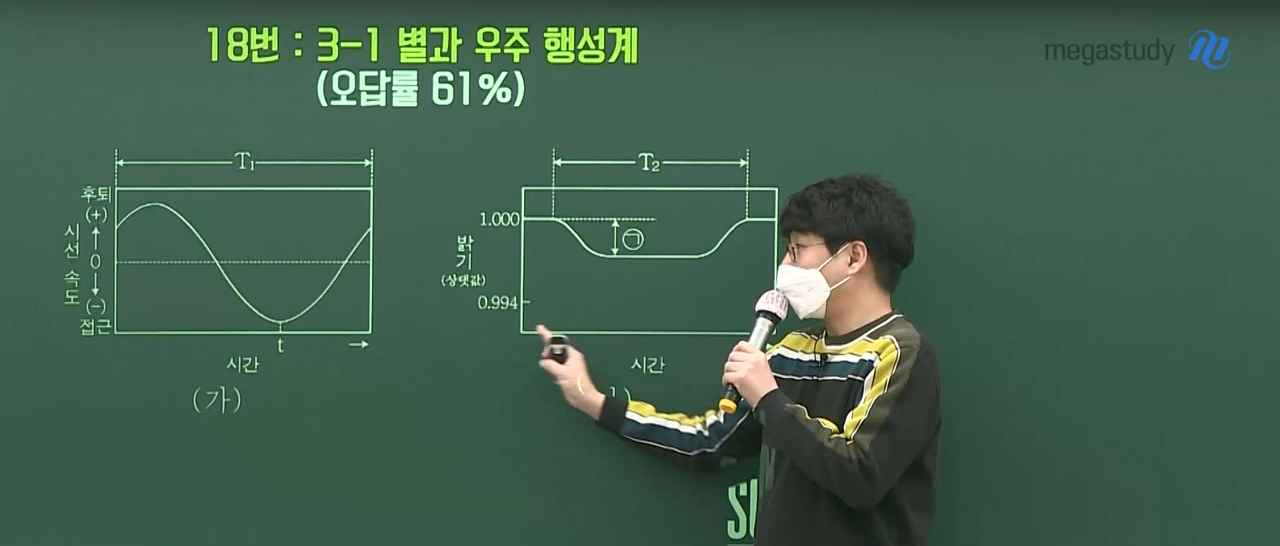 18번 : 3-1 별과 우주 행성계
(오답률 61%)
megastudy
T₁
후퇴
(+)
시선 속도
0
(-)
접근
t
시간
(가)
T₂
1.000
㉠
밝기
(상댓값)
0.994
시간